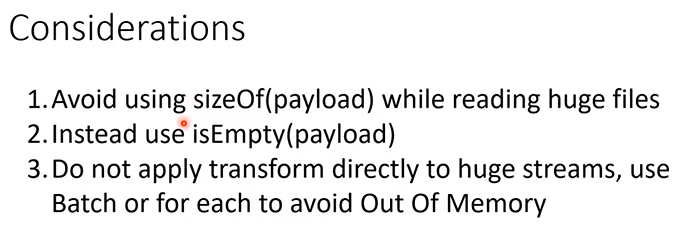 Considerations
1. Avoid using sizeOf(payload) while reading huge files
2. Instead use isEmpty(payload)
3. Do not apply transform directly to huge streams, use
Batch or for each to avoid Out Of Memory